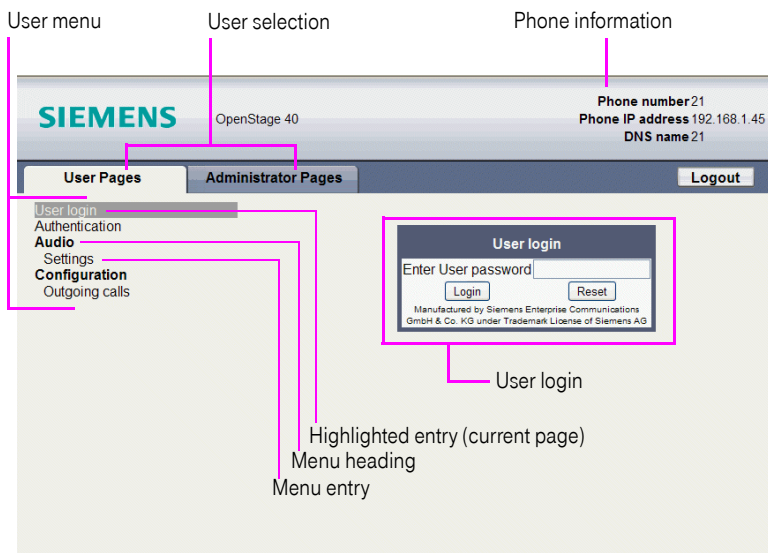 User menu
User selection
Phone information
SIEMENS
OpenStage 40
Phone number 21
Phone IP address 192.168.1.45
DNS name 21
User Pages
Administrator Pages
Logout
User login
Authentication
Audio
Settings
Configuration
Outgoing calls
User login
Enter User password
Login
Reset
Manufactured by Siemens Enterprise Communications
GmbH & Co. KG under Trademark License of Siemens AG
User login
Highlighted entry (current page)
Menu heading
Menu entry